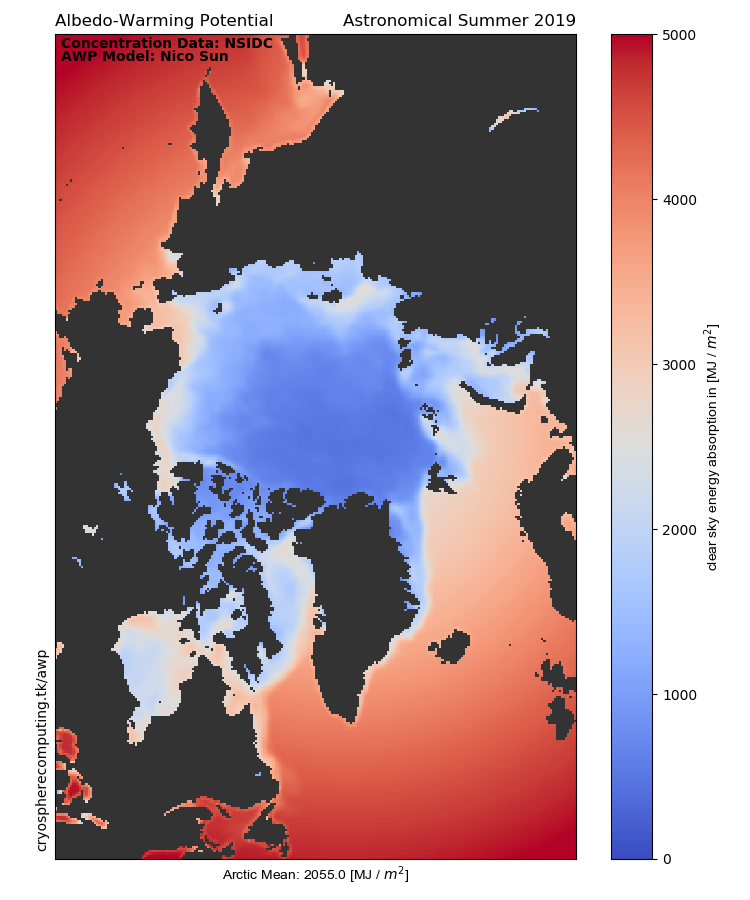 Albedo-Warming Potential
Astronomical Summer 2019
Concentration Data: NSIDC
AWP Model: Nico Sun
5000
4000
3000
2000
1000
0
clear sky energy absorption in [MJ / m²]
cryospherecomputing.tk/awp
Arctic Mean: 2055.0 [MJ / m²]